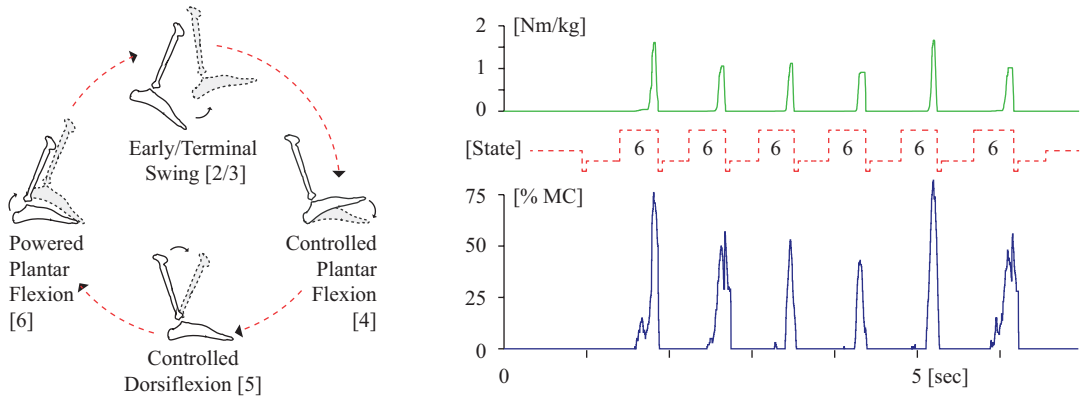 Early/Terminal
Swing [2/3]
Powered
Plantar
Flexion
[6]
Controlled
Plantar
Flexion
[4]
Controlled
Dorsiflexion [5]
[Nm/kg]
2
1
0
[State]
6 6 6 6 6 6
[% MC]
75
50
25
0
0 5 [sec]